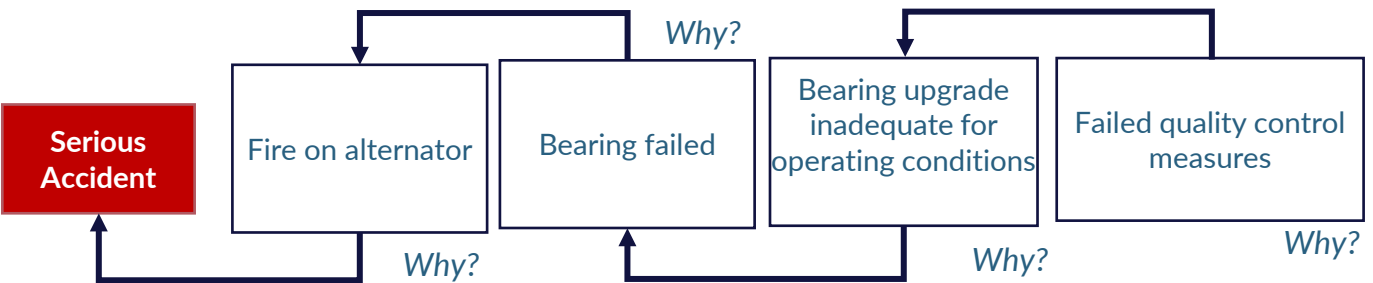 Why?
Serious
Accident
Fire on alternator
Bearing failed
Bearing upgrade
inadequate for
operating conditions
Failed quality control
measures
Why?
Why?
Why?